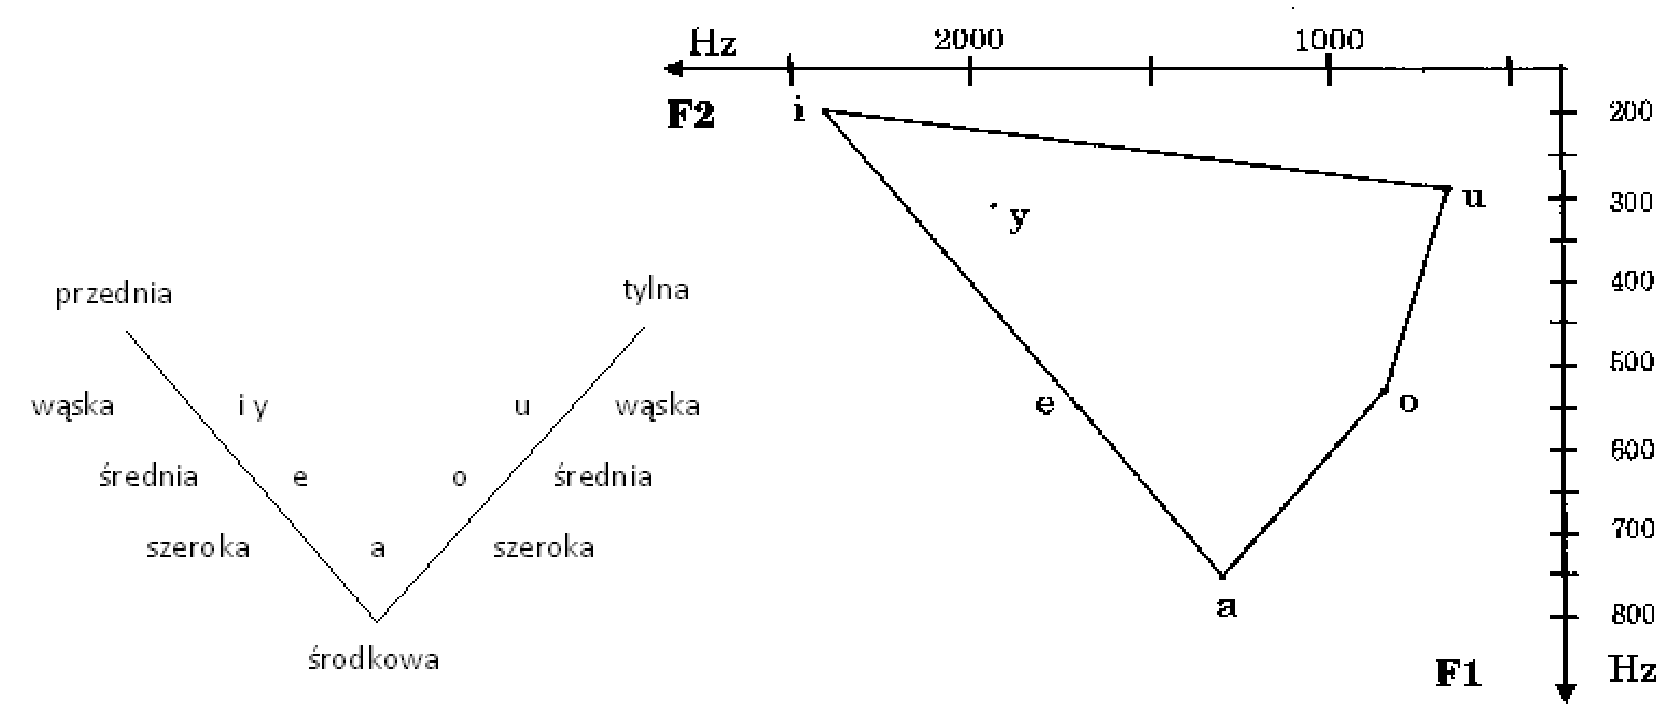 przednia
tylna
wąska i y u wąska
średnia e o średnia
szeroka a szeroka
środkowa
Hz 2000 1000
F2
i
u
y
e
o
a
200
300
400
500
600
700
800
F1 Hz